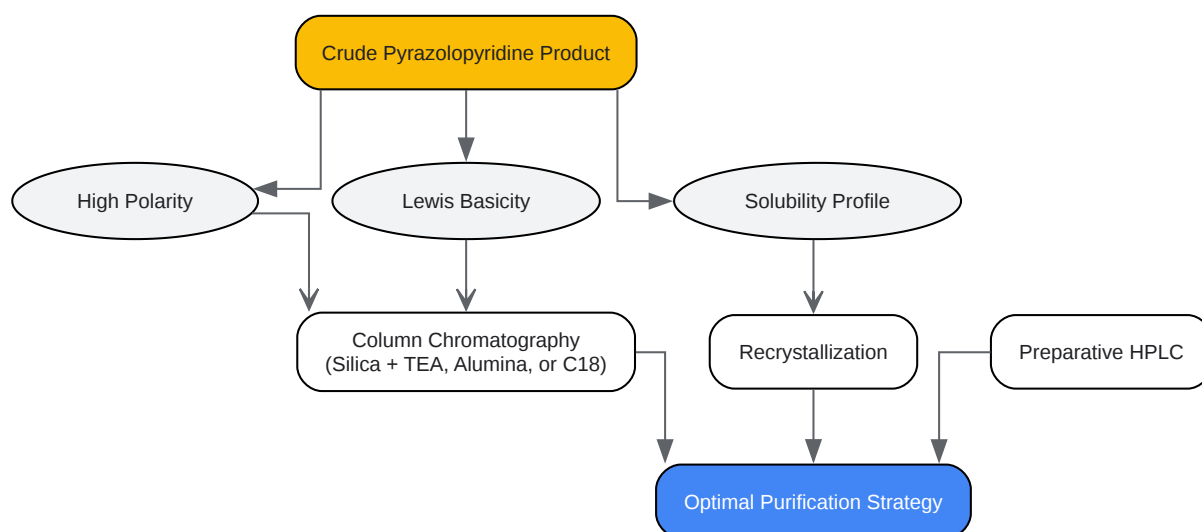 Crude Pyrazolopyridine Product
High Polarity
Lewis Basicity
Solubility Profile
Column Chromatography
(Silica + TEA, Alumina, or C18)
Recrystallization
Preparative HPLC
Optimal Purification Strategy